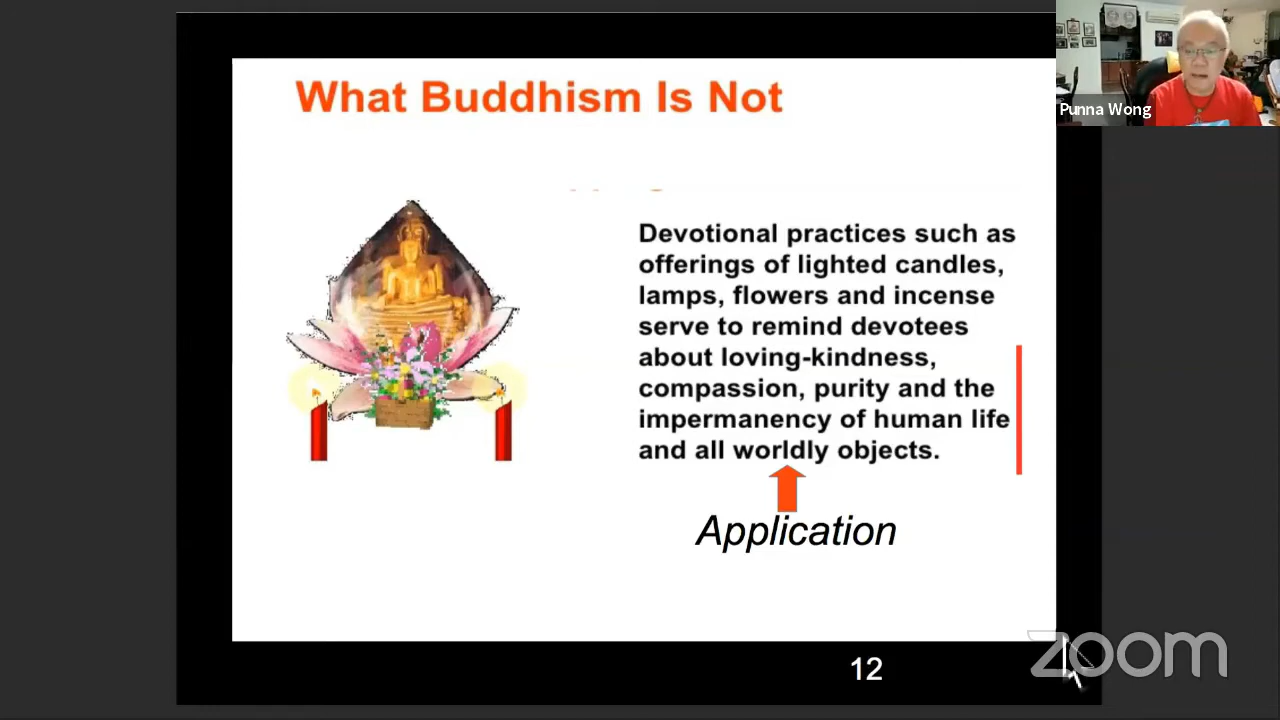 What Buddhism Is Not
Punna Wong
Devotional practices such as
offerings of lighted candles,
lamps, flowers and incense
serve to remind devotees
about loving-kindness,
compassion, purity and the
impermanency of human life
and all worldly objects.
Application
12
zoom